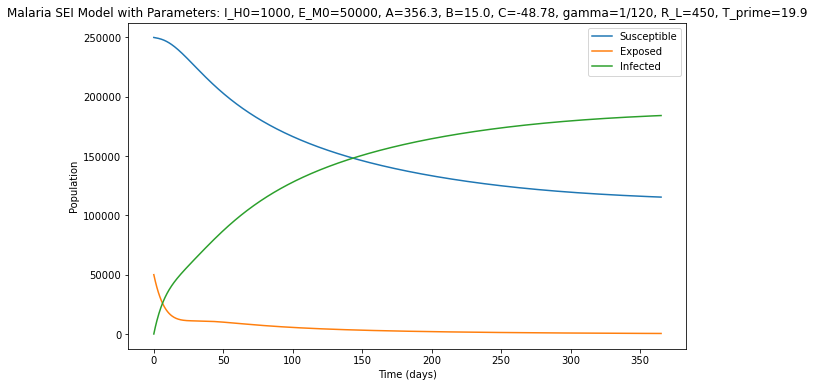 Malaria SEI Model with Parameters: I_H0=1000, E_M0=50000, A=356.3, B=15.0, C=-48.78, gamma=1/120, R_L=450, T_prime=19.9
Susceptible
Exposed
Infected
250000
200000
150000
100000
50000
0
Population
0 50 100 150 200 250 300 350
Time (days)